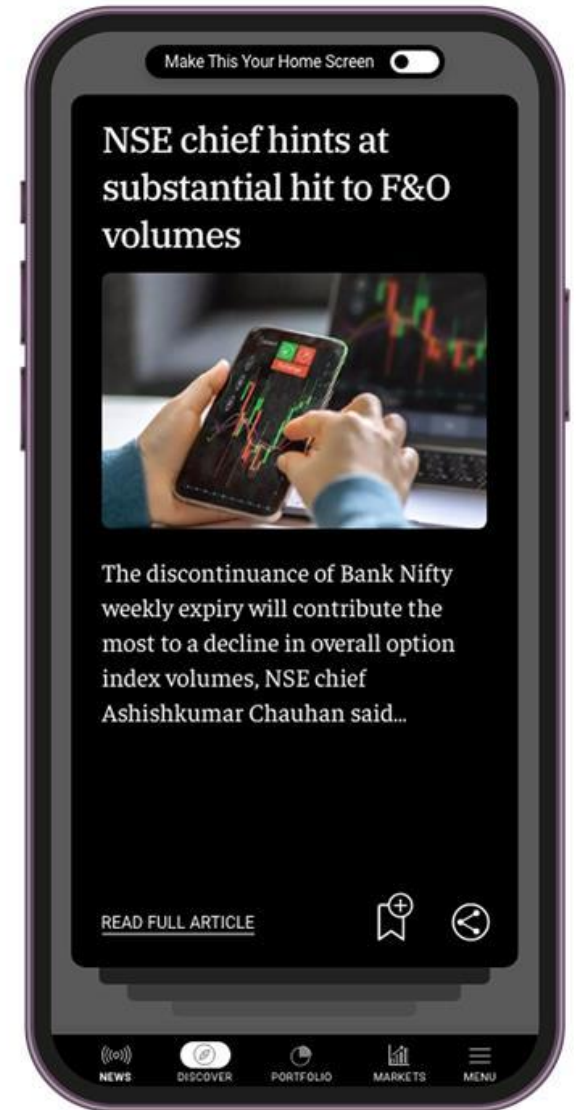 Make This Your Home Screen
NSE chief hints at
substantial hit to F&O
volumes
The discontinuance of Bank Nifty
weekly expiry will contribute the
most to a decline in overall option
index volumes, NSE chief
Ashishkumar Chauhan said...
READ FULL ARTICLE
NEWS DISCOVER PORTFOLIO MARKETS MENU